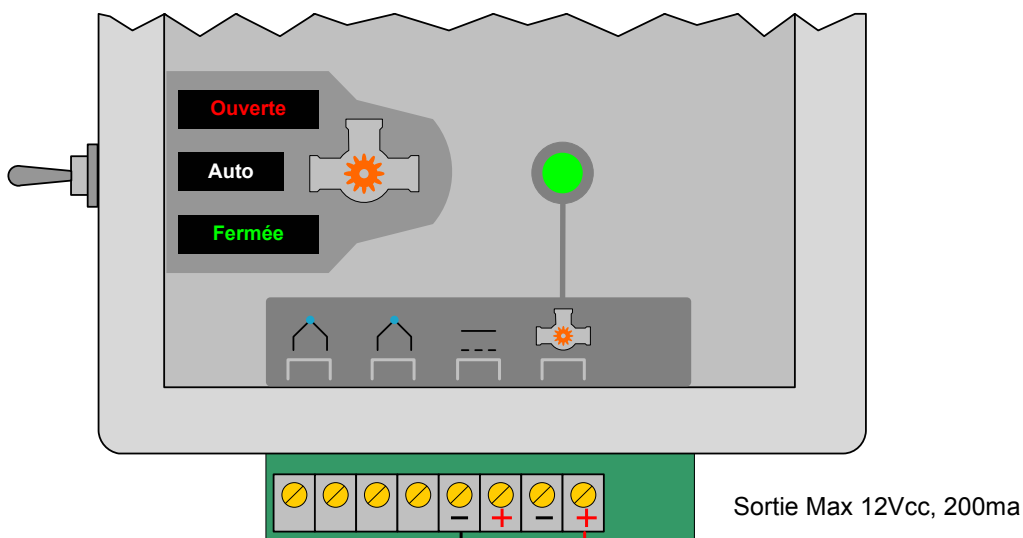 Ouverte
Auto
Fermée
− + − +
Sortie Max 12Vcc, 200ma